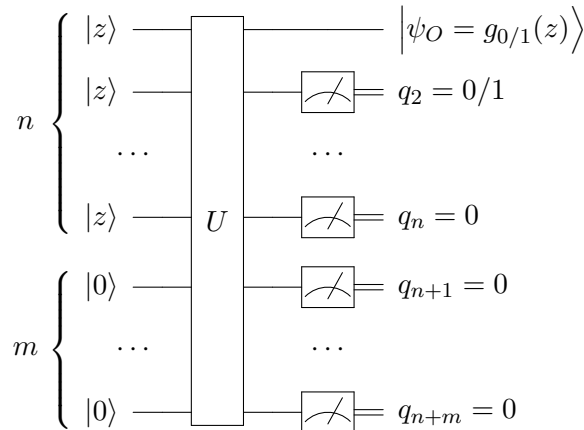 |z⟩ |ψ_O = g_{0/1}(z)⟩
|z⟩ q_2 = 0/1
n
... ...
|z⟩ U q_n = 0
|0⟩ q_{n+1} = 0
m ... ...
|0⟩ q_{n+m} = 0